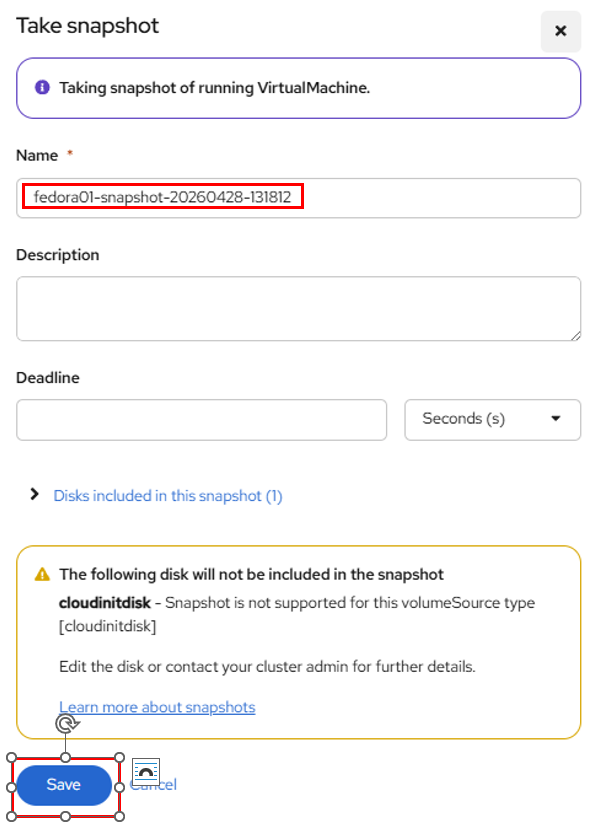 Take snapshot
Taking snapshot of running VirtualMachine.
Name *
fedora01-snapshot-20260428-131812
Description
Deadline
Seconds (s)
Disks included in this snapshot (1)
The following disk will not be included in the snapshot
cloudinitdisk - Snapshot is not supported for this volumeSource type
[cloudinitdisk]
Edit the disk or contact your cluster admin for further details.
Learn more about snapshots
Save
Cancel